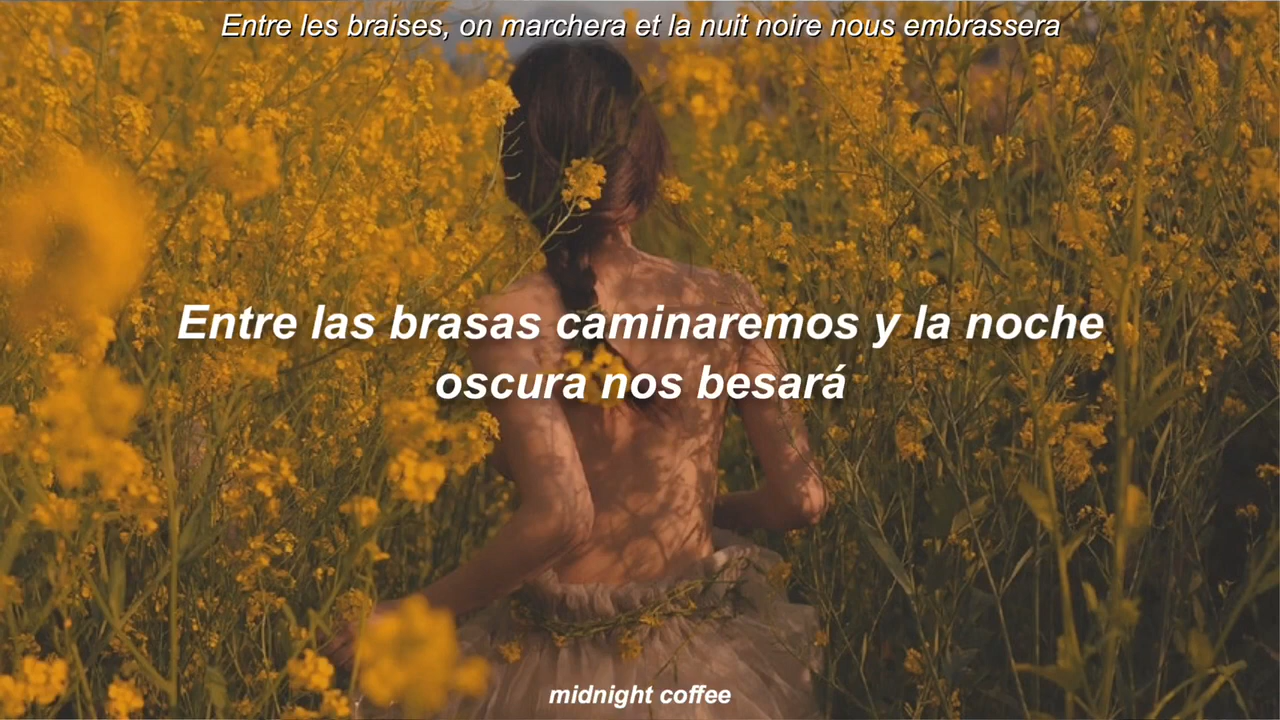 Entre les braises, on marchera et la nuit noire nous embrassera
Entre las brasas caminaremos y la noche
oscura nos besará
midnight coffee